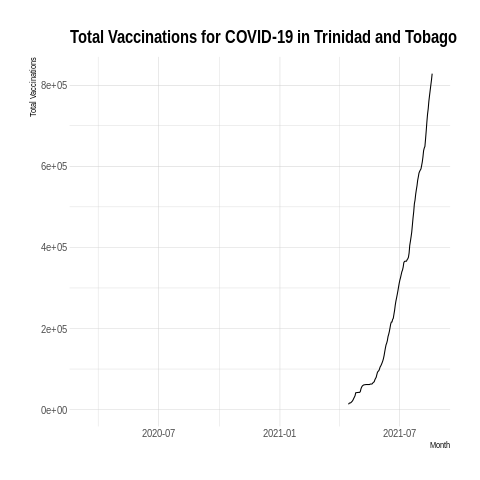 Total Vaccinations for COVID-19 in Trinidad and Tobago
Total Vaccinations
8e+05
6e+05
4e+05
2e+05
0e+00
2020-07 2021-01 2021-07
Month